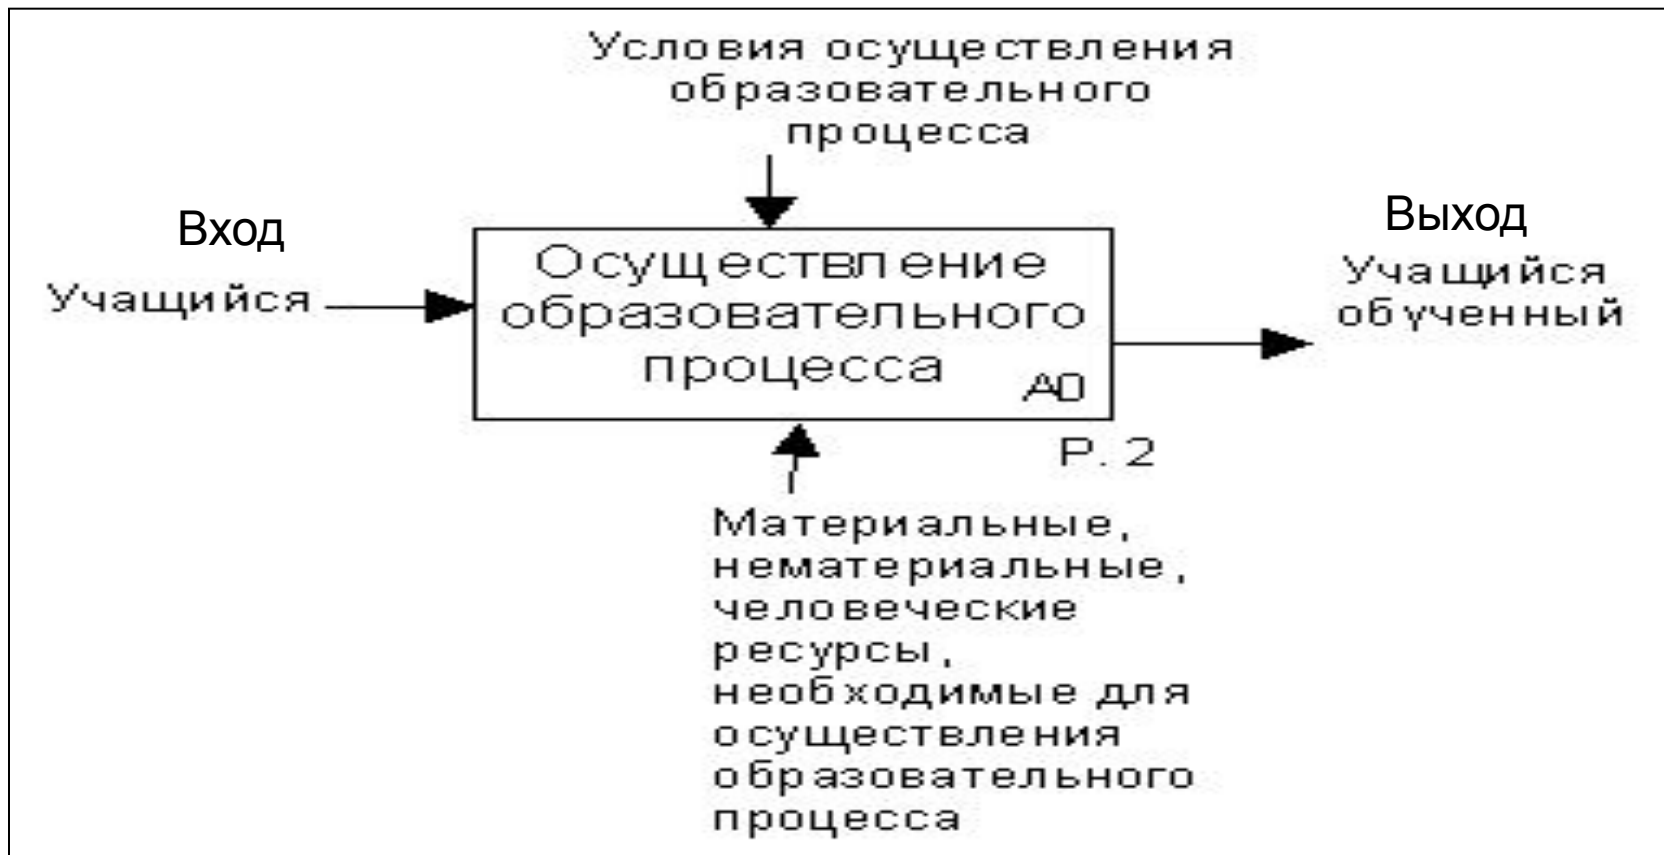 Условия осуществления
образовательного
процесса
Вход
Учащийся
Осуществление
образовательного
процесса
A0
P. 2
Выход
Учащийся
обученный
Материальные,
нематериальные,
человеческие
ресурсы,
необходимые для
осуществления
образовательного
процесса